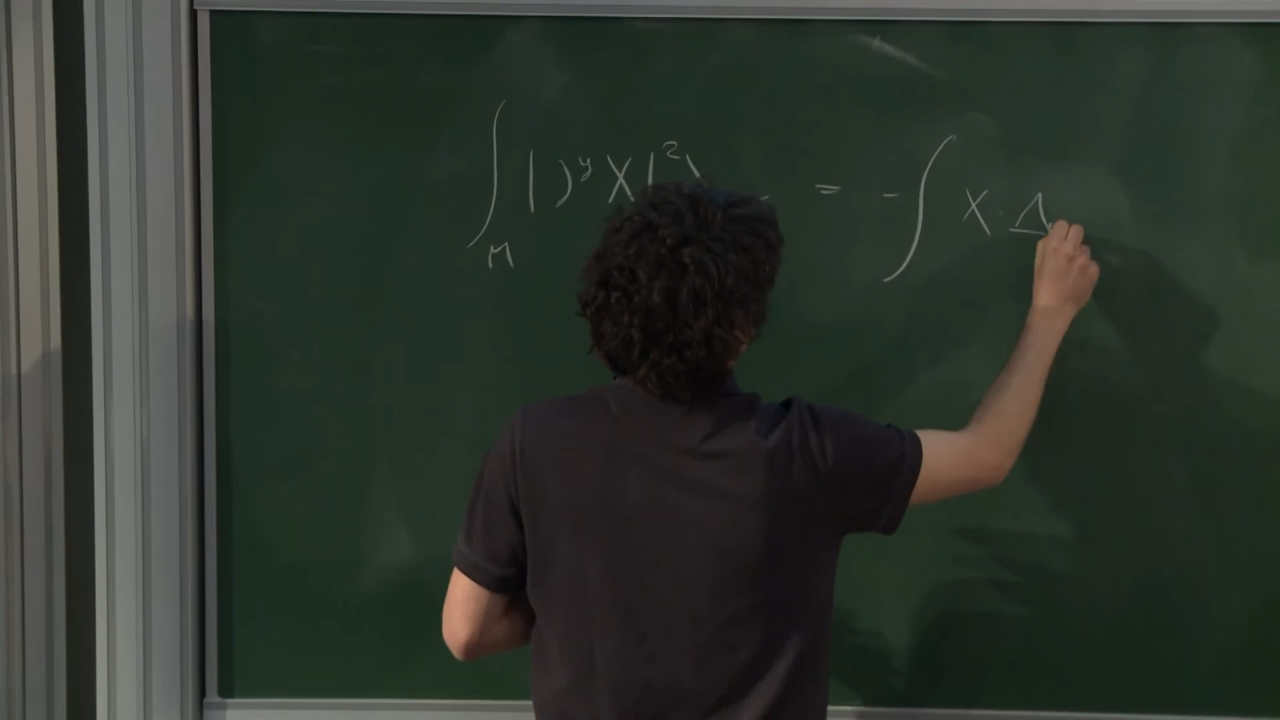 ∫_M |)^y X|^2 = -∫ X · Δ